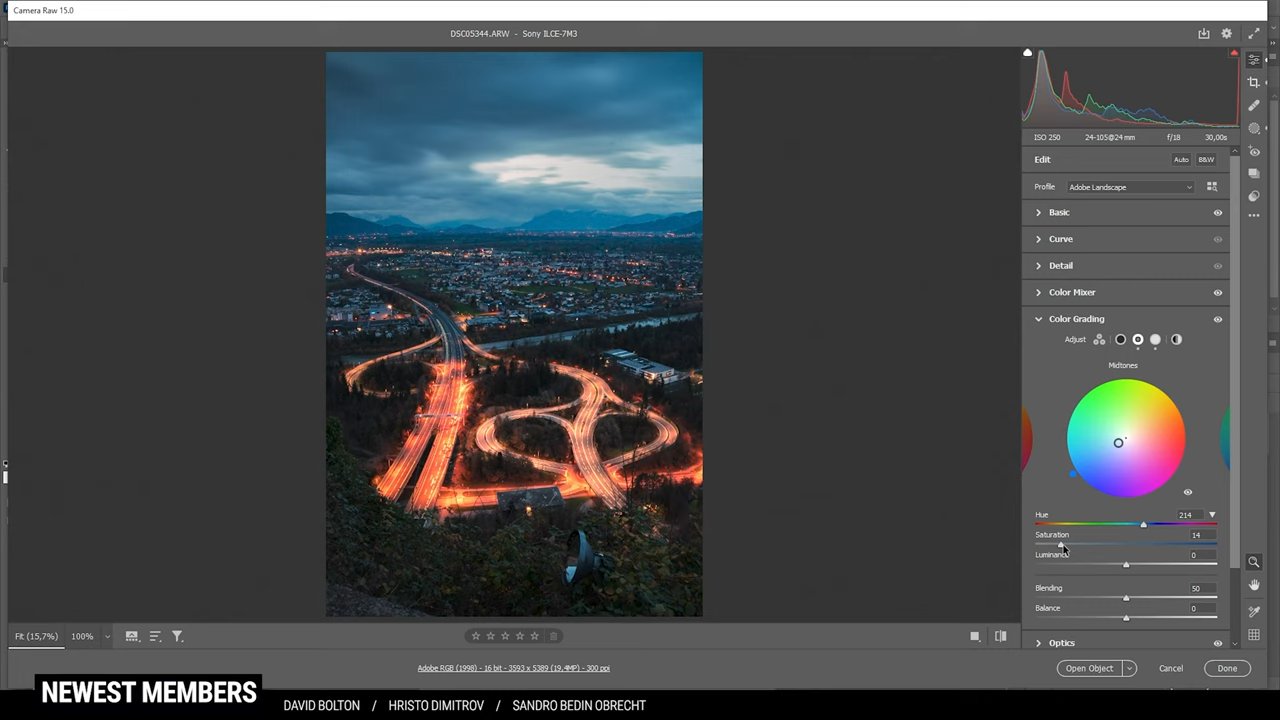 Camera Raw 15.0
DSC05344.ARW - Sony ILCE-7M3
ISO 250 24-105@24 mm f/18 30,00s
Edit Auto B&W
Profile Adobe Landscape
Basic
Curve
Detail
Color Mixer
Color Grading
Adjust
Midtones
Hue 214
Saturation 14
Luminance 0
Blending 50
Balance 0
Optics
Fit (15,7%) 100%
Adobe RGB (1998) - 16 bit - 3593 x 5389 (19,4MP) - 300 ppi
Open Object Cancel Done
NEWEST MEMBERS
DAVID BOLTON / HRISTO DIMITROV / SANDRO BEDIN OBRECHT